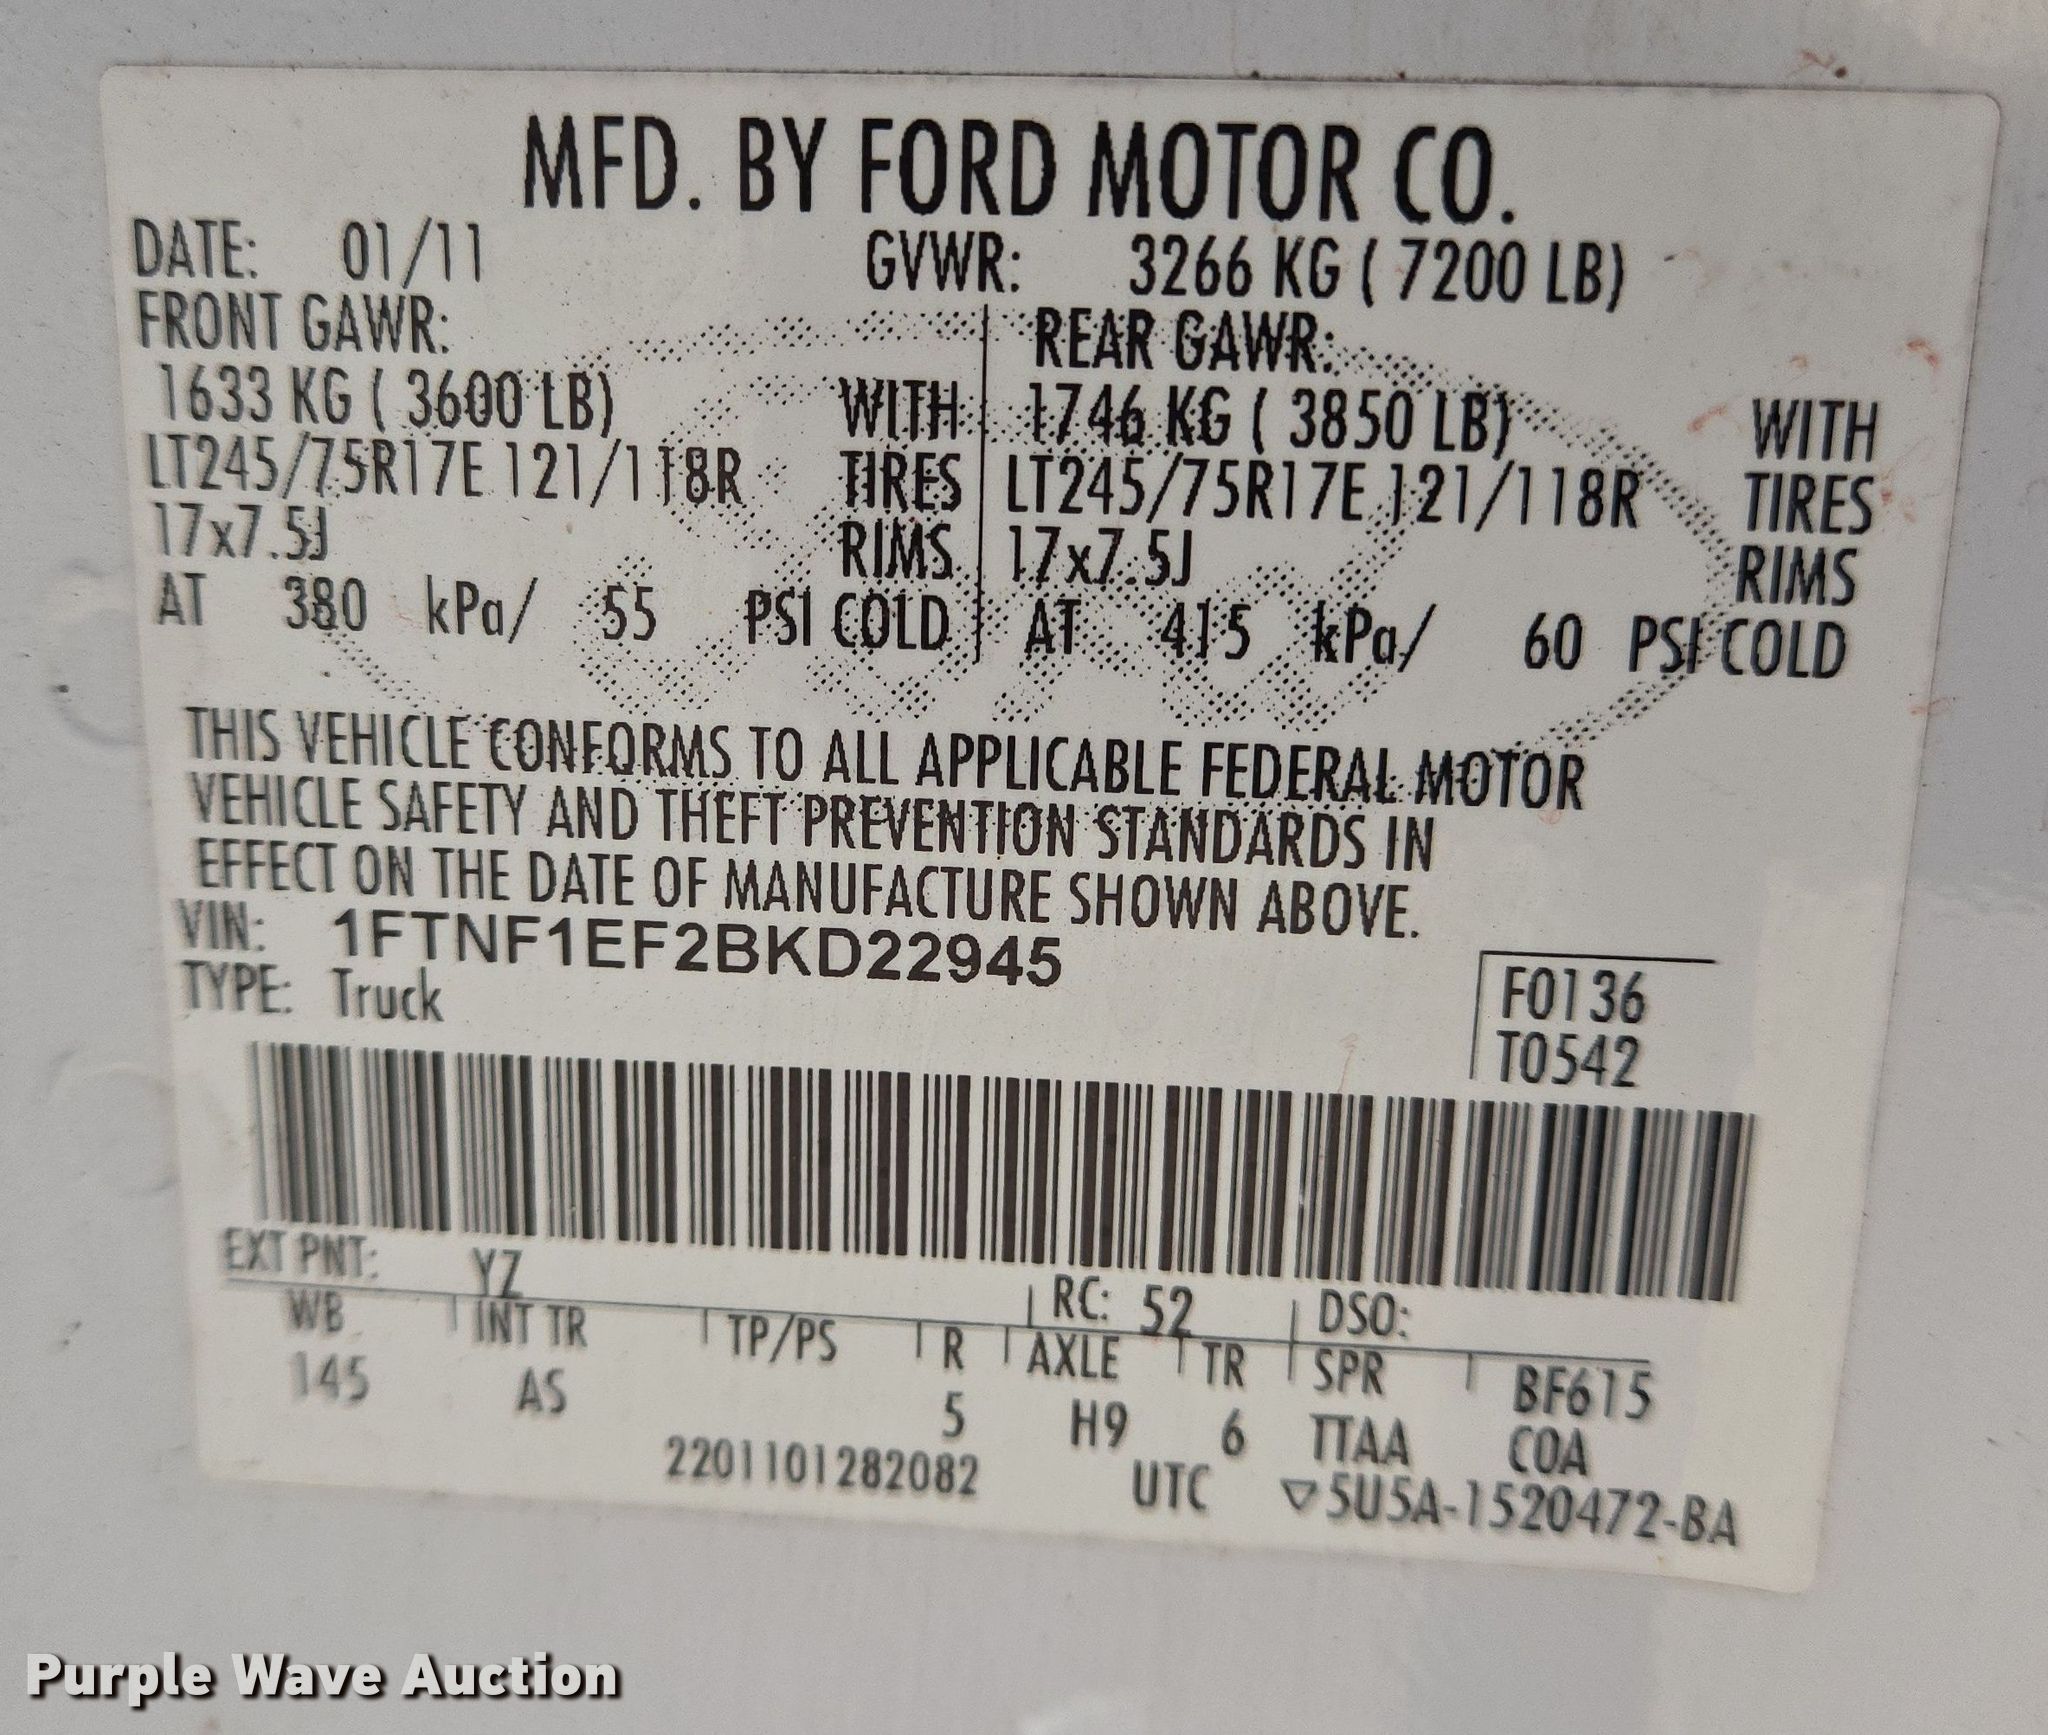 MFD. BY FORD MOTOR CO.
DATE: 01/11 GVWR: 3266 KG ( 7200 LB)
FRONT GAWR: REAR GAWR:
1633 KG ( 3600 LB) WITH 1746 KG ( 3850 LB) WITH
LT245/75R17E 121/118R TIRES LT245/75R17E 121/118R TIRES
17x7.5J RIMS 17x7.5J RIMS
AT 380 kPa/ 55 PSI COLD AT 415 kPa/ 60 PSI COLD
THIS VEHICLE CONFORMS TO ALL APPLICABLE FEDERAL MOTOR
VEHICLE SAFETY AND THEFT PREVENTION STANDARDS IN
EFFECT ON THE DATE OF MANUFACTURE SHOWN ABOVE.
VIN: 1FTNF1EF2BKD22945
TYPE: Truck
F0136
T0542
EXT PNT: YZ RC: 52 DSO:
WB INT TR TP/PS R AXLE TR SPR BF615
145 AS 5 H9 6 TTAA COA
2201101282082 UTC ▽5U5A-1520472-BA
Purple Wave Auction